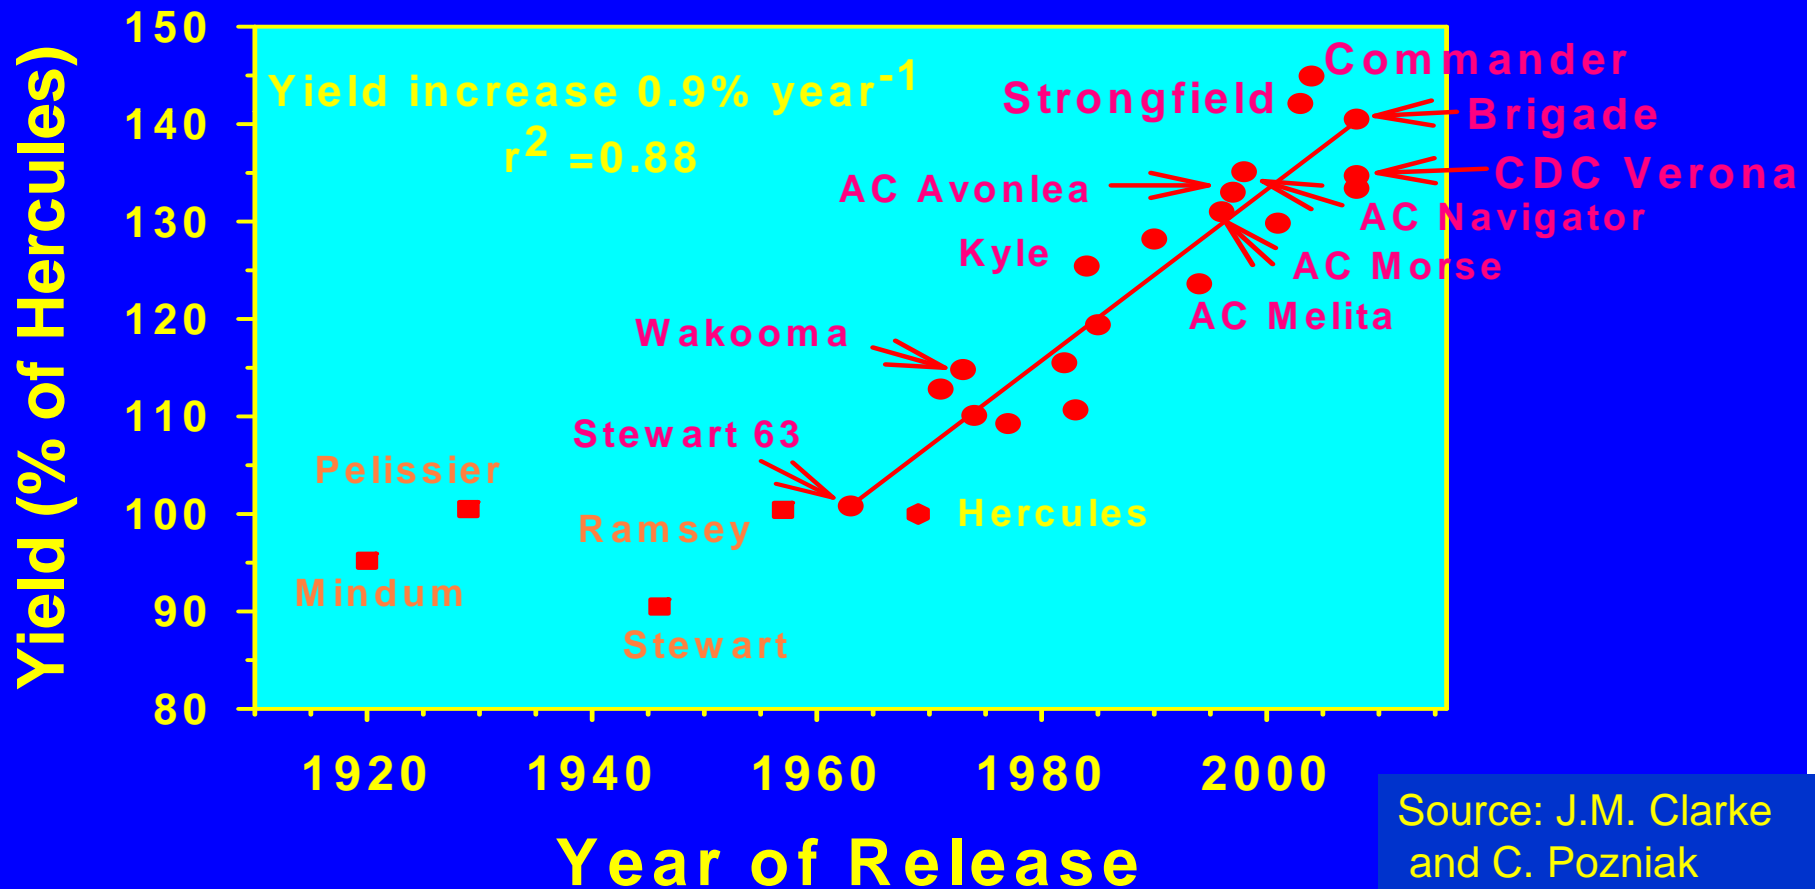 150
140
130
120
110
100
90
80
Yield (% of Hercules)
Yield increase 0.9% year-1
r2 =0.88
Commander
Strongfield
Brigade
CDC Verona
AC Avonlea
AC Navigator
Kyle
AC Morse
AC Melita
Wakooma
Stewart 63
Pelissier
Hercules
Ramsey
Mindum
Stewart
1920 1940 1960 1980 2000
Year of Release
Source: J.M. Clarke
and C. Pozniak